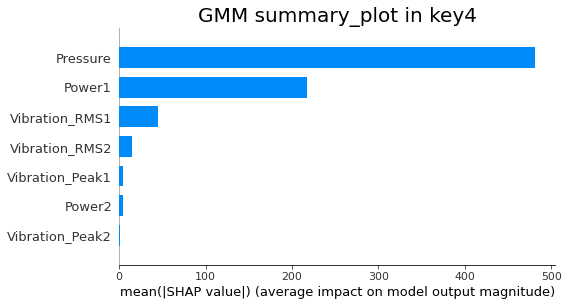 GMM summary_plot in key4
Pressure
Power1
Vibration_RMS1
Vibration_RMS2
Vibration_Peak1
Power2
Vibration_Peak2
0 100 200 300 400 500
mean(|SHAP value|) (average impact on model output magnitude)